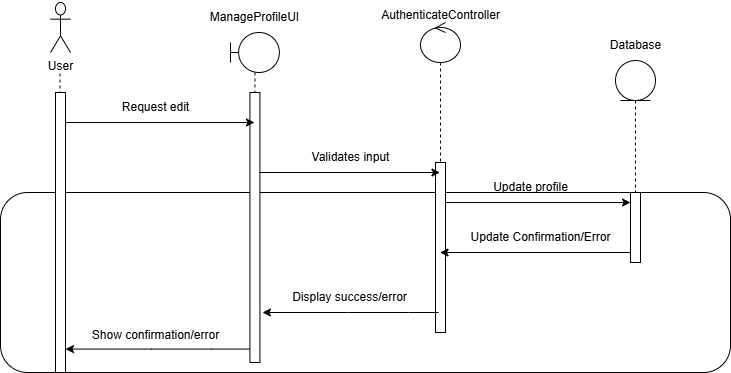 ManageProfileUI
AuthenticateController
Database
User
Request edit
Validates input
Update profile
Update Confirmation/Error
Display success/error
Show confirmation/error